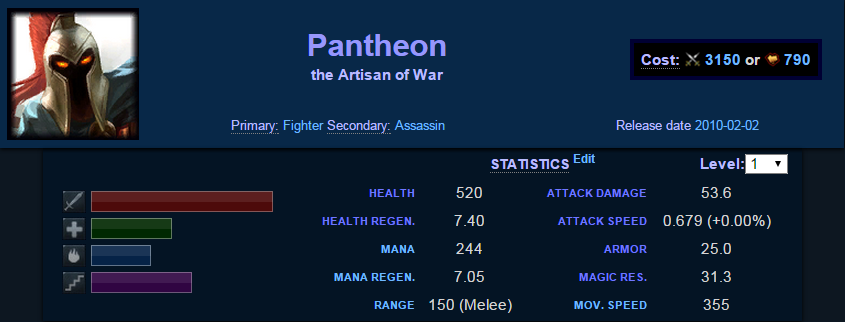 Pantheon
the Artisan of War
Cost: 3150 or 790
Primary: Fighter Secondary: Assassin
Release date 2010-02-02
STATISTICS Edit
Level: 1
HEALTH 520 ATTACK DAMAGE 53.6
HEALTH REGEN. 7.40 ATTACK SPEED 0.679 (+0.00%)
MANA 244 ARMOR 25.0
MANA REGEN. 7.05 MAGIC RES. 31.3
RANGE 150 (Melee) MOV. SPEED 355